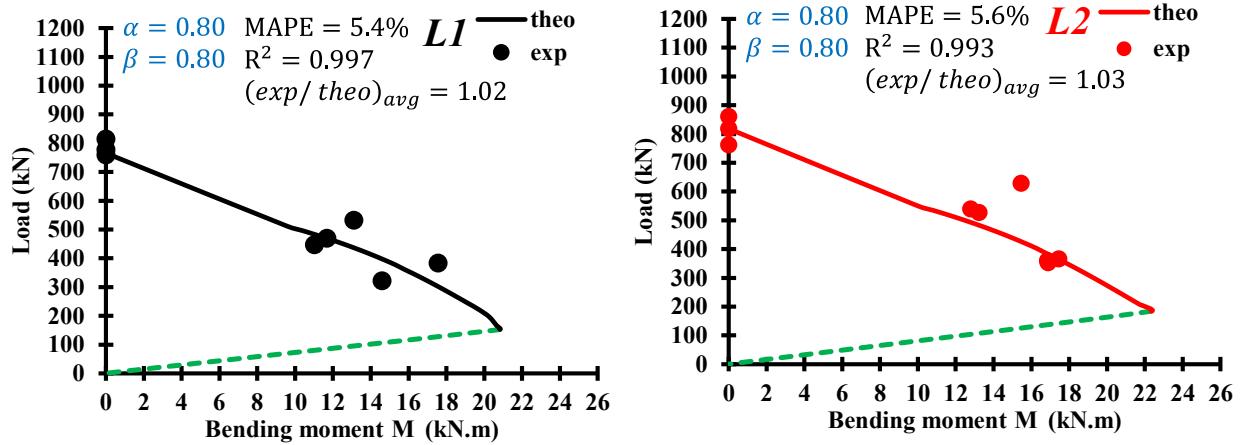 α = 0.80 MAPE = 5.4% L1 theo
β = 0.80 R² = 0.997 exp
(exp/ theo)avg = 1.02
1200
1100
1000
900
800
700
600
500
400
300
200
100
0
Load (kN)
0 2 4 6 8 10 12 14 16 18 20 22 24 26
Bending moment M (kN.m)
α = 0.80 MAPE = 5.6% L2 theo
β = 0.80 R² = 0.993 exp
(exp/ theo)avg = 1.03
1200
1100
1000
900
800
700
600
500
400
300
200
100
0
Load (kN)
0 2 4 6 8 10 12 14 16 18 20 22 24 26
Bending moment M (kN.m)